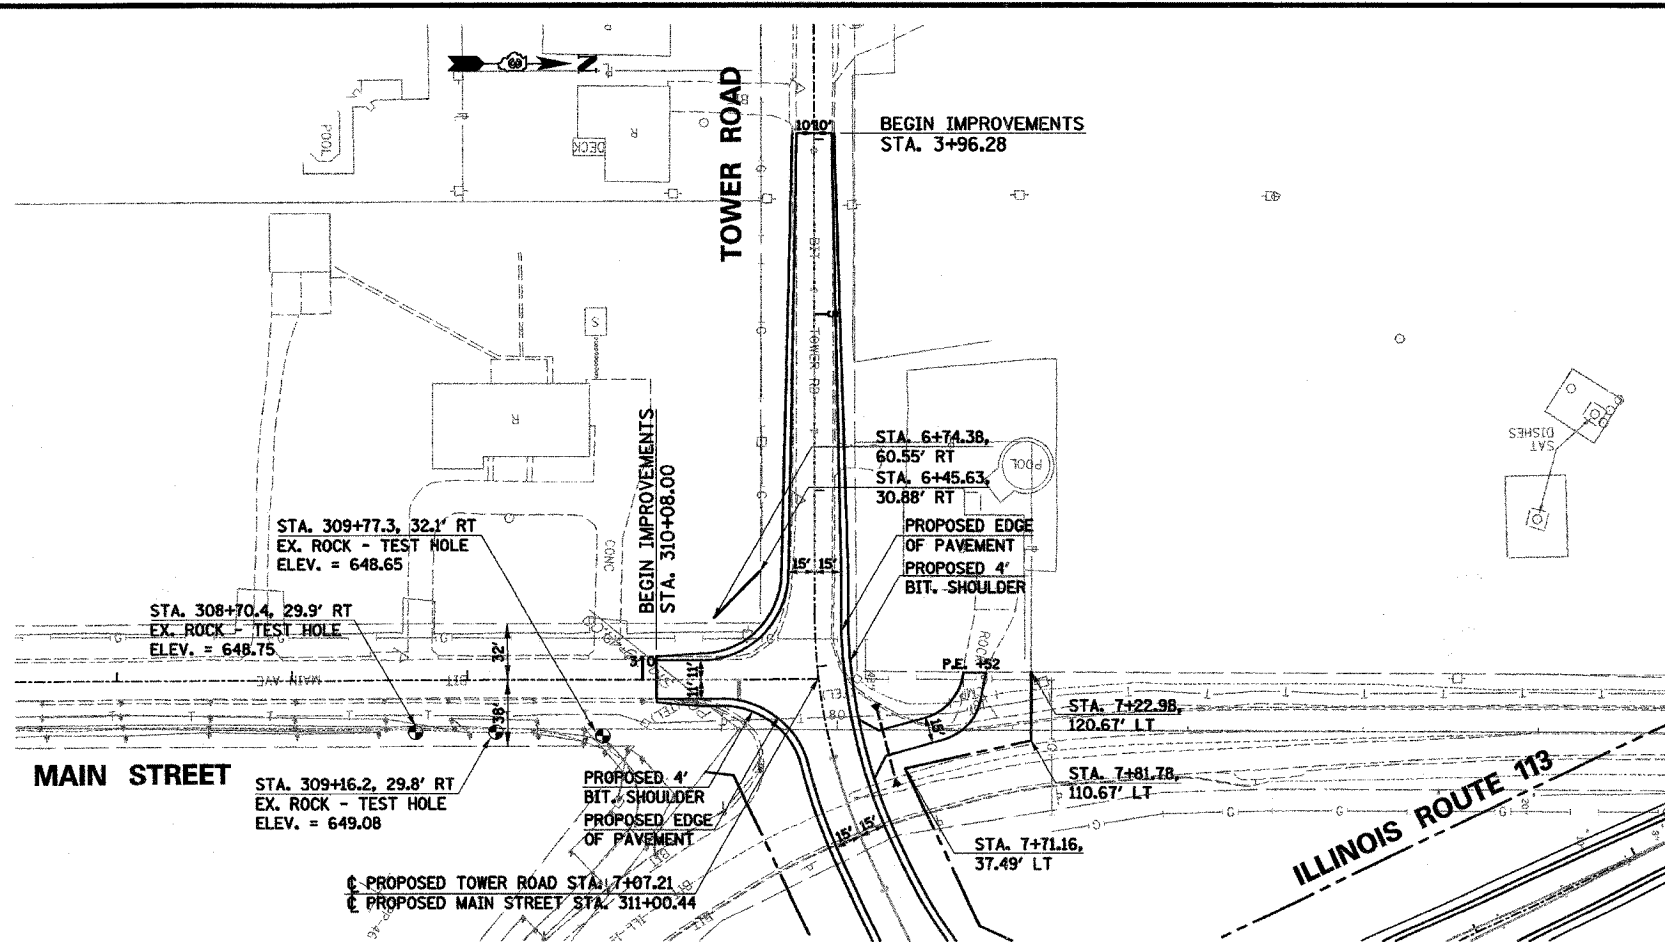 N
TOWER ROAD
POOL
R
DECK
R
10' 10'
BEGIN IMPROVEMENTS
STA. 3+96.28
BIT
TOWER RD
S
R
CONC
BEGIN IMPROVEMENTS
STA. 310+08.00
STA. 6+74.38,
60.55' RT
STA. 6+45.63,
30.88' RT
POOL
SAT
DISHES
PROPOSED EDGE
OF PAVEMENT
PROPOSED 4'
BIT. SHOULDER
15' 15'
STA. 309+77.3, 32.1' RT
EX. ROCK - TEST HOLE
ELEV. = 648.65
STA. 308+70.4, 29.9' RT
EX. ROCK - TEST HOLE
ELEV. = 648.75
32'
38'
310
11' 11'
MAIN AVE
BIT
ROCK
P.E. +52
15'
STA. 7+22.98,
120.67' LT
STA. 7+81.78,
110.67' LT
STA. 7+71.16,
37.49' LT
MAIN STREET
STA. 309+16.2, 29.8' RT
EX. ROCK - TEST HOLE
ELEV. = 649.08
PROPOSED 4'
BIT. SHOULDER
PROPOSED EDGE
OF PAVEMENT
15' 15'
℄ PROPOSED TOWER ROAD STA. 7+07.21
℄ PROPOSED MAIN STREET STA. 311+00.44
ILLINOIS ROUTE 113